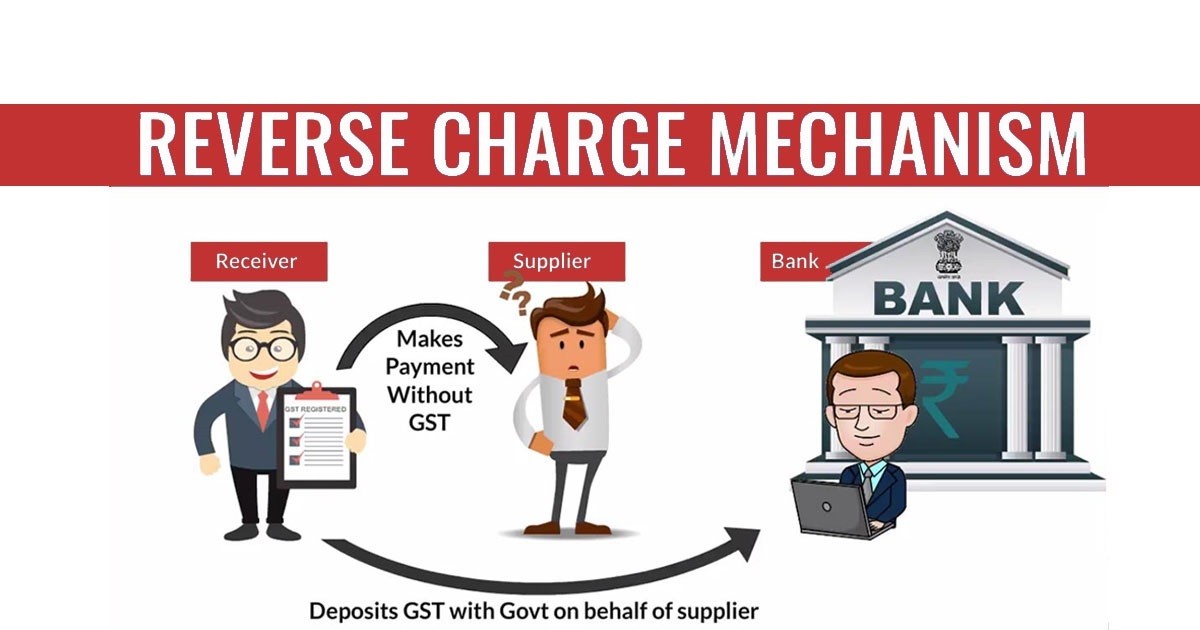 REVERSE CHARGE MECHANISM
Receiver
Supplier
Bank
BANK
₹
??
GST REGISTERED
Makes
Payment
Without
GST
Deposits GST with Govt on behalf of supplier